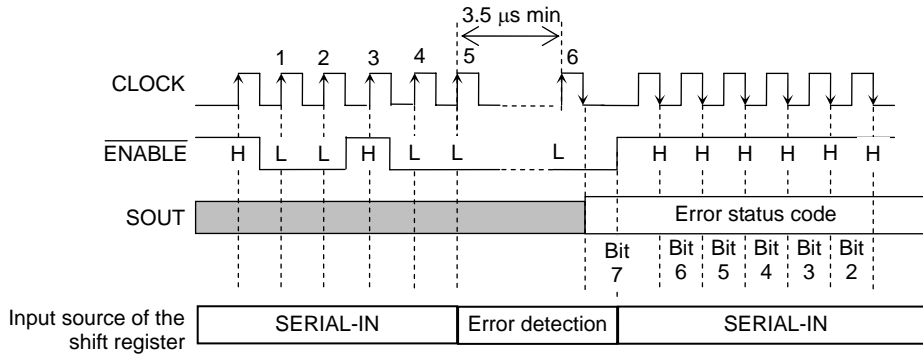 3.5 μs min
1 2 3 4 5 6
CLOCK
ENABLE
H L L H L L L H H H H H H
SOUT
Error status code
Bit 7
Bit 6
Bit 5
Bit 4
Bit 3
Bit 2
Input source of the
shift register
SERIAL-IN
Error detection
SERIAL-IN